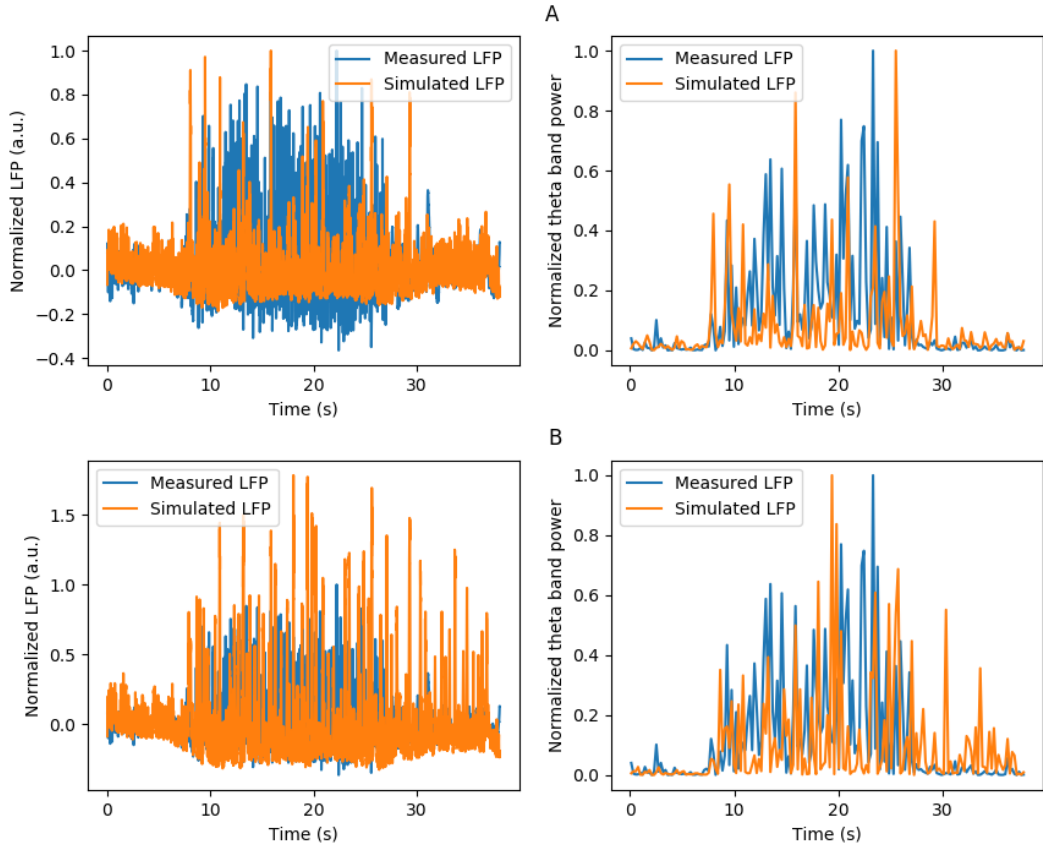 A
Normalized LFP (a.u.)
1.0
0.8
0.6
0.4
0.2
0.0
−0.2
−0.4
Measured LFP
Simulated LFP
0
10
20
30
Time (s)
Normalized theta band power
1.0
0.8
0.6
0.4
0.2
0.0
Measured LFP
Simulated LFP
0
10
20
30
Time (s)
B
Normalized LFP (a.u.)
1.5
1.0
0.5
0.0
Measured LFP
Simulated LFP
0
10
20
30
Time (s)
Normalized theta band power
1.0
0.8
0.6
0.4
0.2
0.0
Measured LFP
Simulated LFP
0
10
20
30
Time (s)